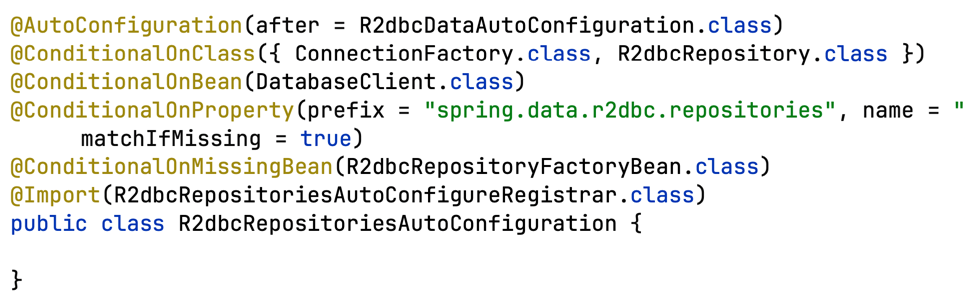 @AutoConfiguration(after = R2dbcDataAutoConfiguration.class)
@ConditionalOnClass({ ConnectionFactory.class, R2dbcRepository.class })
@ConditionalOnBean(DatabaseClient.class)
@ConditionalOnProperty(prefix = "spring.data.r2dbc.repositories", name = "
matchIfMissing = true)
@ConditionalOnMissingBean(R2dbcRepositoryFactoryBean.class)
@Import(R2dbcRepositoriesAutoConfigureRegistrar.class)
public class R2dbcRepositoriesAutoConfiguration {
}